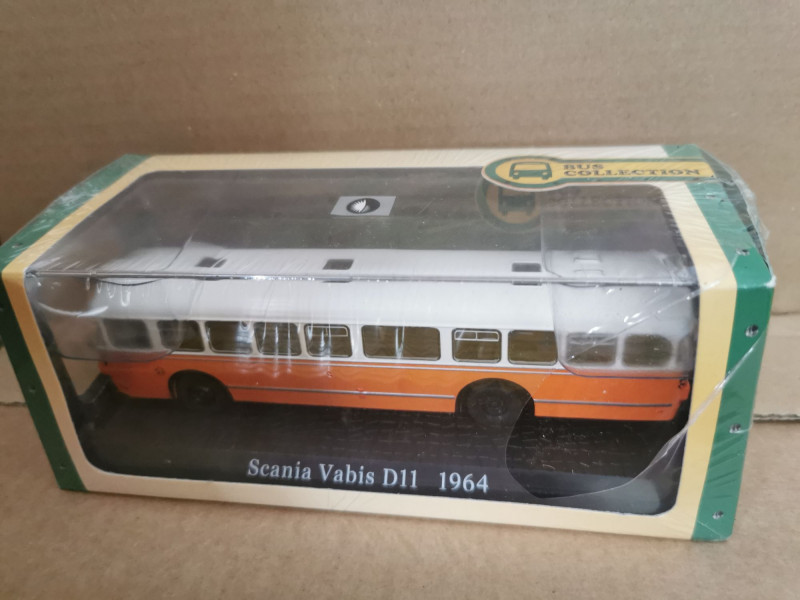 BUS
COLLECTION
Scania Vabis D11 1964